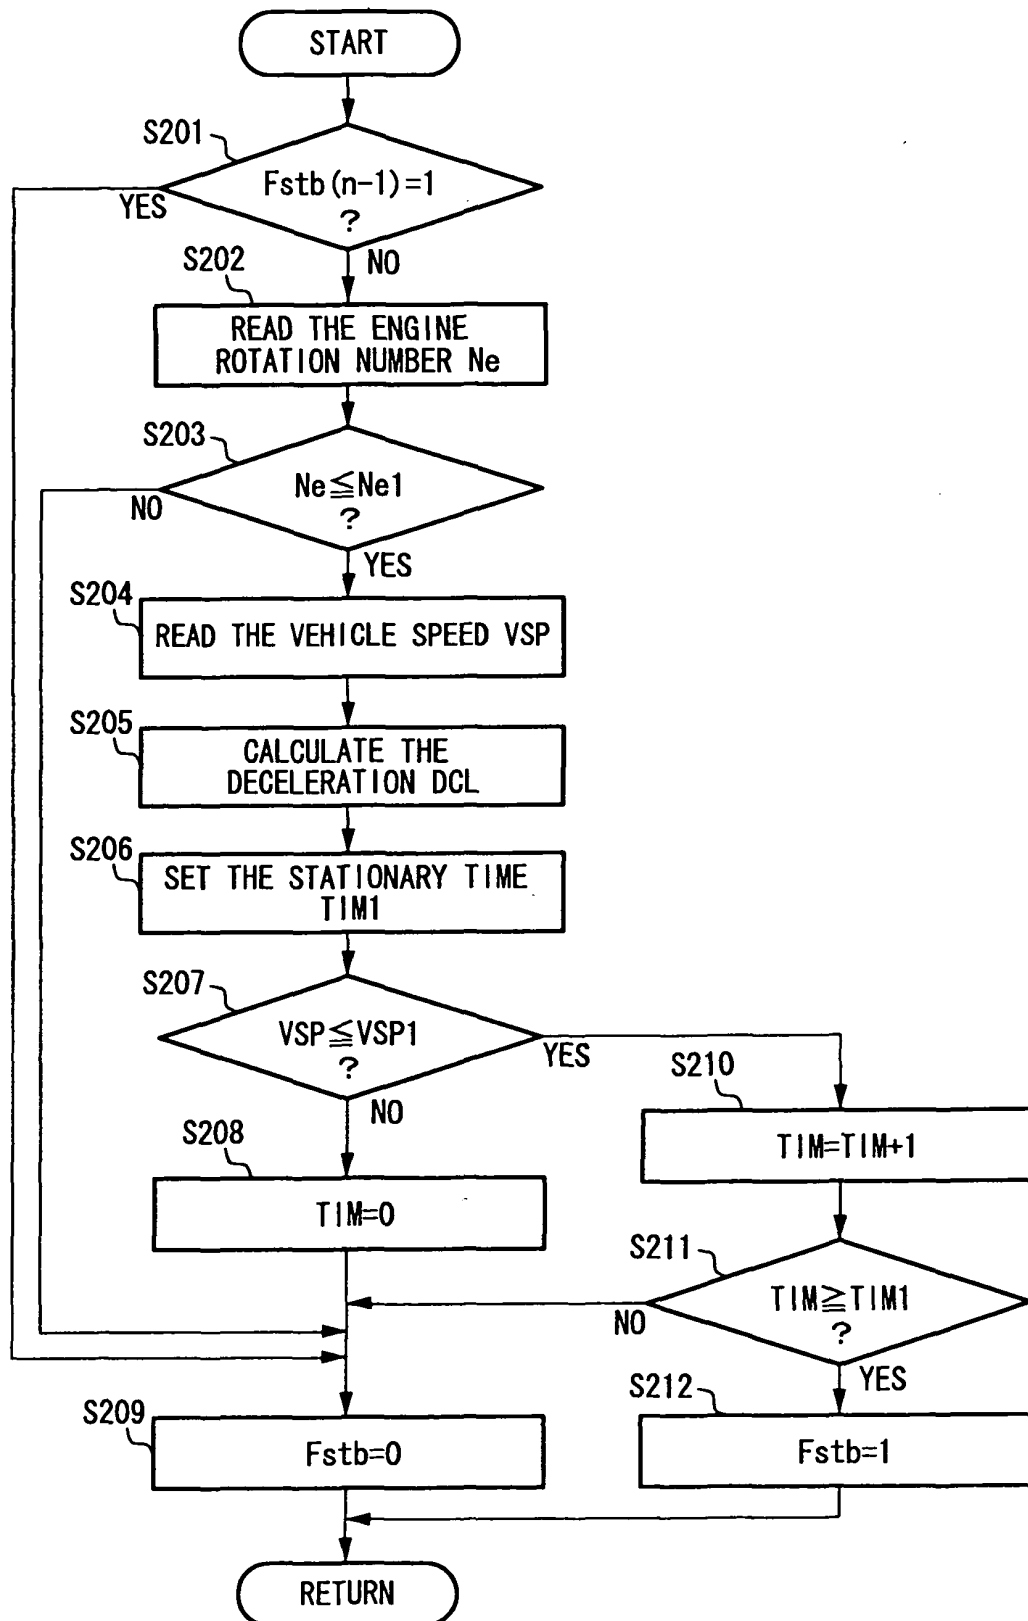 START
S201
Fstb(n-1)=1
?
YES
NO
S202
READ THE ENGINE
ROTATION NUMBER Ne
S203
Ne≦Ne1
?
NO
YES
S204
READ THE VEHICLE SPEED VSP
S205
CALCULATE THE
DECELERATION DCL
S206
SET THE STATIONARY TIME
TIM1
S207
VSP≦VSP1
?
YES
NO
S210
TIM=TIM+1
S208
TIM=0
S211
TIM≧TIM1
?
NO
YES
S212
Fstb=1
S209
Fstb=0
RETURN